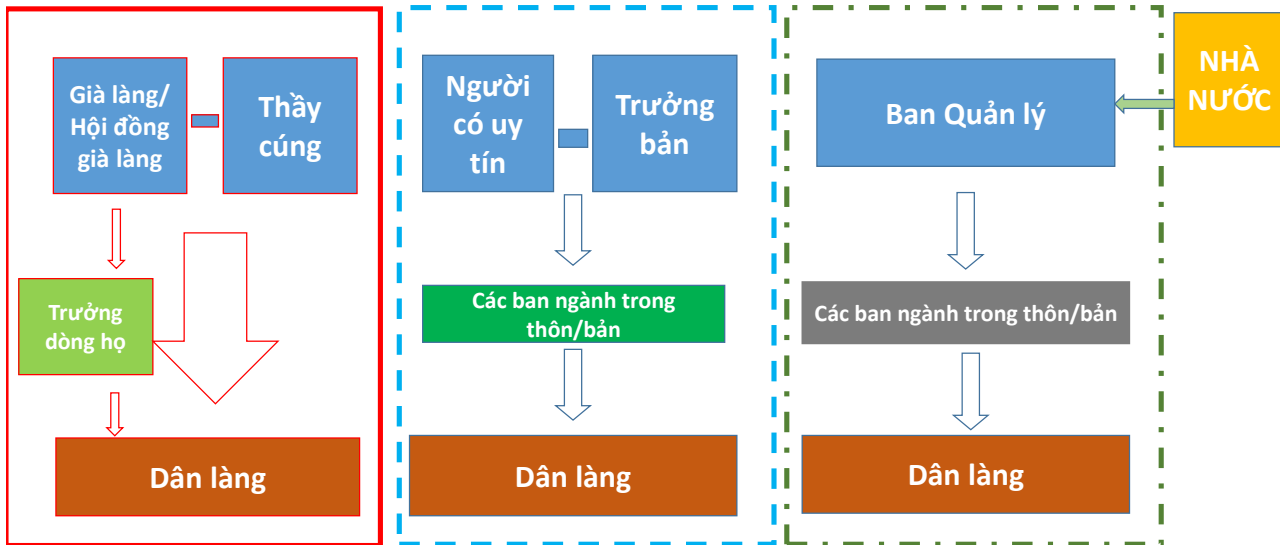 Già làng/
Hội đồng
già làng
Thầy
cúng
Trưởng
dòng họ
Dân làng
Người
có uy
tín
Trưởng
bản
Các ban ngành trong
thôn/bản
Dân làng
Ban Quản lý
Các ban ngành trong thôn/bản
Dân làng
NHÀ
NƯỚC